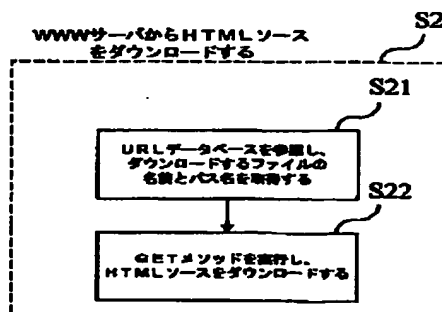 WWWサーバからHTMLソース
をダウンロードする
S2
S21
URLデータベースを参照し、
ダウンロードするファイルの
名前とパス名を取得する
S22
GETメソッドを実行し、
HTMLソースをダウンロードする